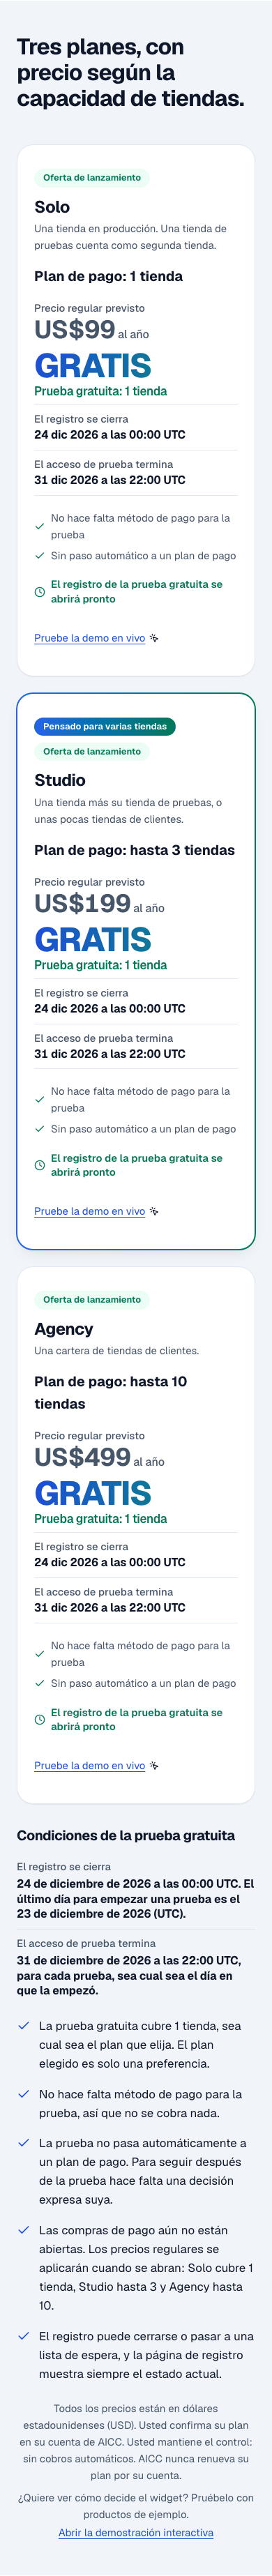 Tres planes, con
precio según la
capacidad de tiendas.
Oferta de lanzamiento
Solo
Una tienda en producción. Una tienda de
pruebas cuenta como segunda tienda.
Plan de pago: 1 tienda
Precio regular previsto
US$99 al año
GRATIS
Prueba gratuita: 1 tienda
El registro se cierra
24 dic 2026 a las 00:00 UTC
El acceso de prueba termina
31 dic 2026 a las 22:00 UTC
No hace falta método de pago para la
prueba
Sin paso automático a un plan de pago
El registro de la prueba gratuita se
abrirá pronto
Pruebe la demo en vivo
Pensado para varias tiendas
Oferta de lanzamiento
Studio
Una tienda más su tienda de pruebas, o
unas pocas tiendas de clientes.
Plan de pago: hasta 3 tiendas
Precio regular previsto
US$199 al año
GRATIS
Prueba gratuita: 1 tienda
El registro se cierra
24 dic 2026 a las 00:00 UTC
El acceso de prueba termina
31 dic 2026 a las 22:00 UTC
No hace falta método de pago para la
prueba
Sin paso automático a un plan de pago
El registro de la prueba gratuita se
abrirá pronto
Pruebe la demo en vivo
Oferta de lanzamiento
Agency
Una cartera de tiendas de clientes.
Plan de pago: hasta 10
tiendas
Precio regular previsto
US$499 al año
GRATIS
Prueba gratuita: 1 tienda
El registro se cierra
24 dic 2026 a las 00:00 UTC
El acceso de prueba termina
31 dic 2026 a las 22:00 UTC
No hace falta método de pago para la
prueba
Sin paso automático a un plan de pago
El registro de la prueba gratuita se
abrirá pronto
Pruebe la demo en vivo
Condiciones de la prueba gratuita
El registro se cierra
24 de diciembre de 2026 a las 00:00 UTC. El
último día para empezar una prueba es el
23 de diciembre de 2026 (UTC).
El acceso de prueba termina
31 de diciembre de 2026 a las 22:00 UTC,
para cada prueba, sea cual sea el día en
que la empezó.
La prueba gratuita cubre 1 tienda, sea
cual sea el plan que elija. El plan
elegido es solo una preferencia.
No hace falta método de pago para la
prueba, así que no se cobra nada.
La prueba no pasa automáticamente a
un plan de pago. Para seguir después
de la prueba hace falta una decisión
expresa suya.
Las compras de pago aún no están
abiertas. Los precios regulares se
aplicarán cuando se abran: Solo cubre 1
tienda, Studio hasta 3 y Agency hasta
10.
El registro puede cerrarse o pasar a una
lista de espera, y la página de registro
muestra siempre el estado actual.
Todos los precios están en dólares
estadounidenses (USD). Usted confirma su plan
en su cuenta de AICC. Usted mantiene el control:
sin cobros automáticos. AICC nunca renueva su
plan por su cuenta.
¿Quiere ver cómo decide el widget? Pruébelo con
productos de ejemplo.
Abrir la demostración interactiva